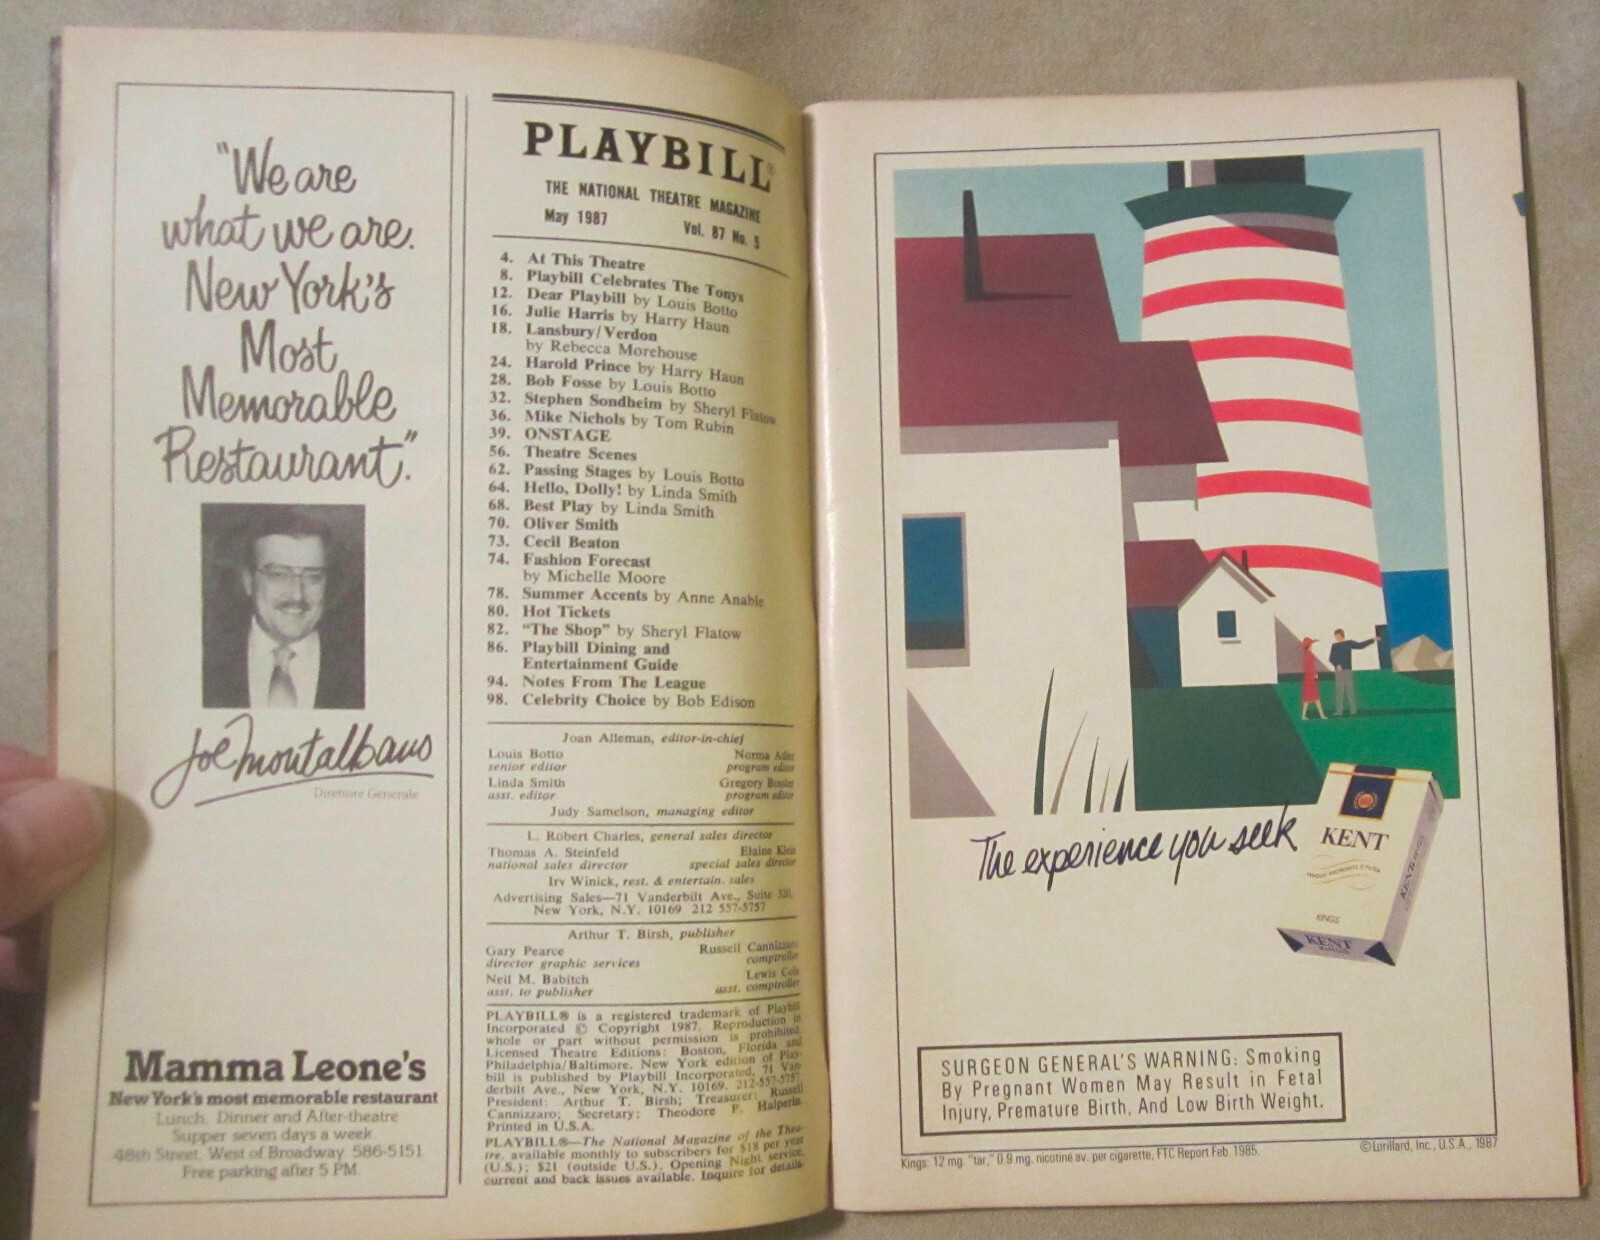 "We are
what we are.
New York's
Most
Memorable
Restaurant."
Joe Montalbano
Direttore Generale
Mamma Leone's
New York's most memorable restaurant
Lunch, Dinner and After-theatre
Supper seven days a week.
48th Street, West of Broadway. 586-5151.
Free parking after 5 PM.
PLAYBILL®
THE NATIONAL THEATRE MAGAZINE
May 1987 Vol. 87 No. 5
4. At This Theatre
8. Playbill Celebrates The Tonys
12. Dear Playbill by Louis Botto
16. Julie Harris by Harry Haun
18. Lansbury/Verdon
by Rebecca Morehouse
24. Harold Prince by Harry Haun
28. Bob Fosse by Louis Botto
32. Stephen Sondheim by Sheryl Flatow
36. Mike Nichols by Tom Rubin
39. ONSTAGE
56. Theatre Scenes
62. Passing Stages by Louis Botto
64. Hello, Dolly! by Linda Smith
68. Best Play by Linda Smith
70. Oliver Smith
73. Cecil Beaton
74. Fashion Forecast
by Michelle Moore
78. Summer Accents by Anne Anable
80. Hot Tickets
82. "The Shop" by Sheryl Flatow
86. Playbill Dining and
Entertainment Guide
94. Notes From The League
98. Celebrity Choice by Bob Edison
Joan Alleman, editor-in-chief
Louis Botto Norma Adler
senior editor program editor
Linda Smith Gregory
asst. editor program editor
Judy Samelson, managing editor
L. Robert Charles, general sales director
Thomas A. Steinfeld Elaine Klein
national sales director special sales director
Irv Winick, rest. & entertain. sales
Advertising Sales—71 Vanderbilt Ave., Suite 320,
New York, N.Y. 10169 212 557-5757
Arthur T. Birsh, publisher
Gary Pearce Russell Cannizzaro
director graphic services comptroller
Neil M. Babitch Lewis Cole
asst. to publisher asst. comptroller
PLAYBILL® is a registered trademark of Playbill
Incorporated © Copyright 1987. Reproduction in
whole or part without permission is prohibited.
Licensed Theatre Editions: Boston, Florida and
Philadelphia/Baltimore. New York edition of Play-
bill is published by Playbill Incorporated, 71 Van-
derbilt Ave., New York, N.Y. 10169. 212-557-5757.
President: Arthur T. Birsh; Treasurer: Russell
Cannizzaro; Secretary: Theodore P. Halperin.
Printed in U.S.A.
PLAYBILL®—The National Magazine of the Thea-
tre, available monthly to subscribers for $18 per year
(U.S.); $21 (outside U.S.). Opening Night service,
current and back issues available. Inquire for details.
The experience you seek
KENT
FAMOUS MICRONITE FILTER
KINGS
KENT
KINGS
KENT
SURGEON GENERAL'S WARNING: Smoking
By Pregnant Women May Result in Fetal
Injury, Premature Birth, And Low Birth Weight.
Kings: 12 mg. "tar," 0.9 mg. nicotine av. per cigarette, FTC Report Feb. 1985.
©Lorillard, Inc., U.S.A., 1987